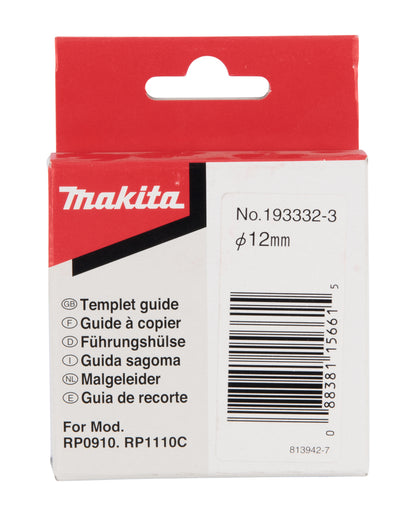 makita
No.193332-3
ϕ12mm
GB Templet guide
F Guide à copier
D Führungshülse
I Guida sagoma
NL Malgeleider
E Guia de recorte
For Mod.
RP0910. RP1110C
0 88381 15661 5
813942-7